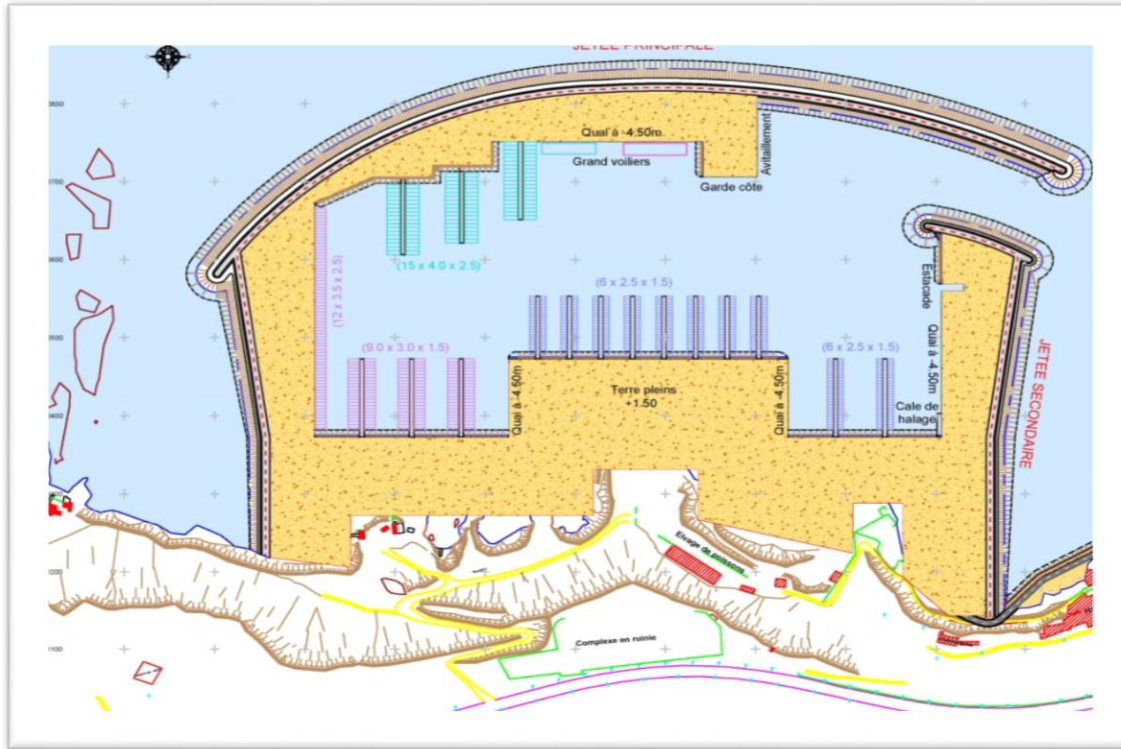 JETEE PRINCIPALE
Quai à -4.50m
Grand voiliers
Avitaillement
Garde côte
(15 x 4.0 x 2.5)
(12 x 3.5 x 2.5)
(6 x 2.5 x 1.5)
Estacade
(9.0 x 3.0 x 1.5)
(6 x 2.5 x 1.5)
Quai à -4.50m
Quai à -4.50m
Quai à -4.50m
Terre pleins
+1.50
Cale de
halage
JETEE SECONDAIRE
Elvage de poissons
Complexe en ruinie